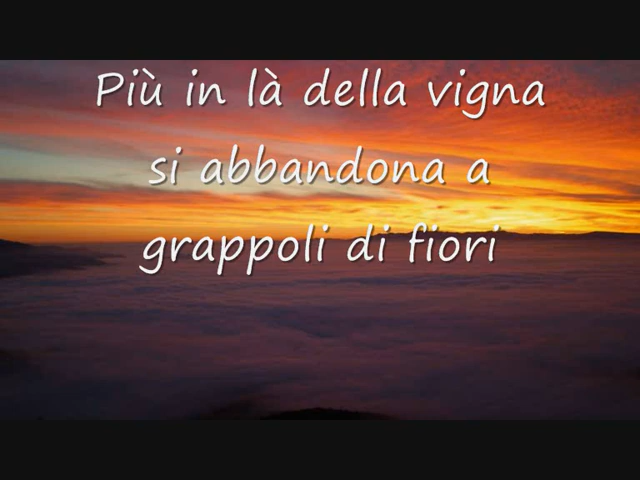 Più in là della vigna
si abbandona a
grappoli di fiori